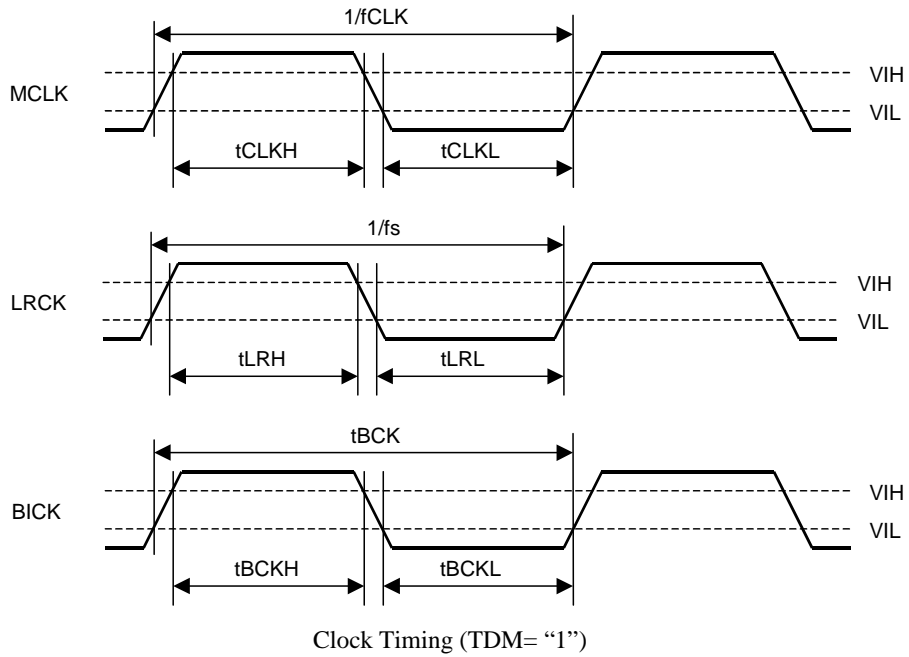 1/fCLK
MCLK
VIH
VIL
tCLKH
tCLKL
1/fs
LRCK
VIH
VIL
tLRH
tLRL
tBCK
BICK
VIH
VIL
tBCKH
tBCKL
Clock Timing (TDM= “1”)